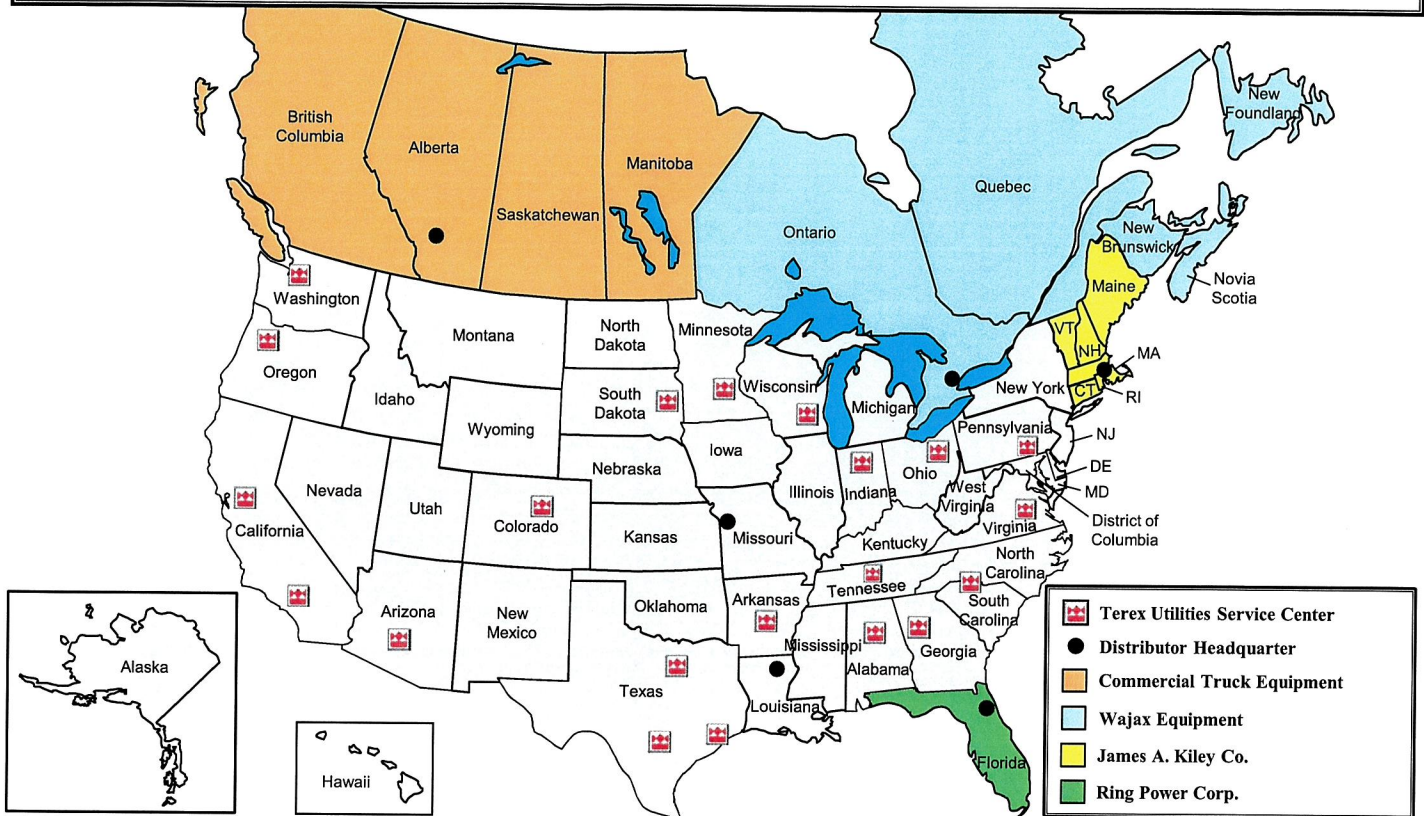 British
Columbia
Alberta
Saskatchewan
Manitoba
Ontario
Quebec
New
Foundland
New
Brunswick
Novia
Scotia
Maine
VT
NH
MA
CT
RI
Washington
Oregon
Idaho
Montana
North
Dakota
South
Dakota
Minnesota
Wisconsin
Michigan
New York
Pennsylvania
NJ
DE
MD
District of
Columbia
Wyoming
Nebraska
Iowa
Illinois
Indiana
Ohio
West
Virginia
Virginia
California
Nevada
Utah
Colorado
Kansas
Missouri
Kentucky
Tennessee
North
Carolina
South
Carolina
Arizona
New
Mexico
Oklahoma
Arkansas
Texas
Louisiana
Mississippi
Alabama
Georgia
Florida
Alaska
Hawaii
Terex Utilities Service Center
Distributor Headquarter
Commercial Truck Equipment
Wajax Equipment
James A. Kiley Co.
Ring Power Corp.